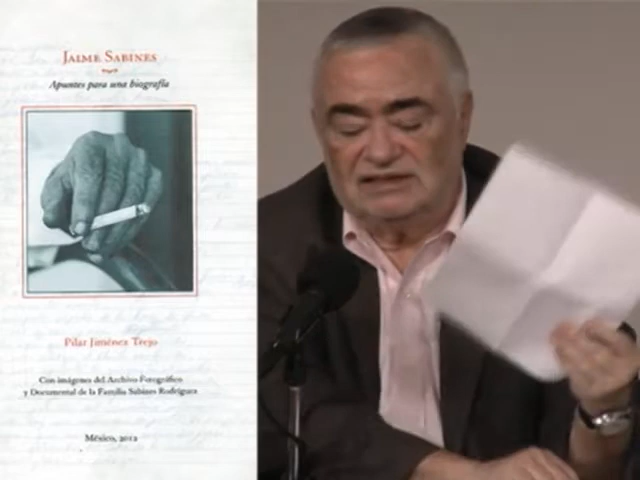 Jaime Sabines
Apuntes para una biografía
Pilar Jiménez Trejo
Con imágenes del Archivo Fotográfico
y Documental de la Familia Sabines Rodríguez
México, 2012